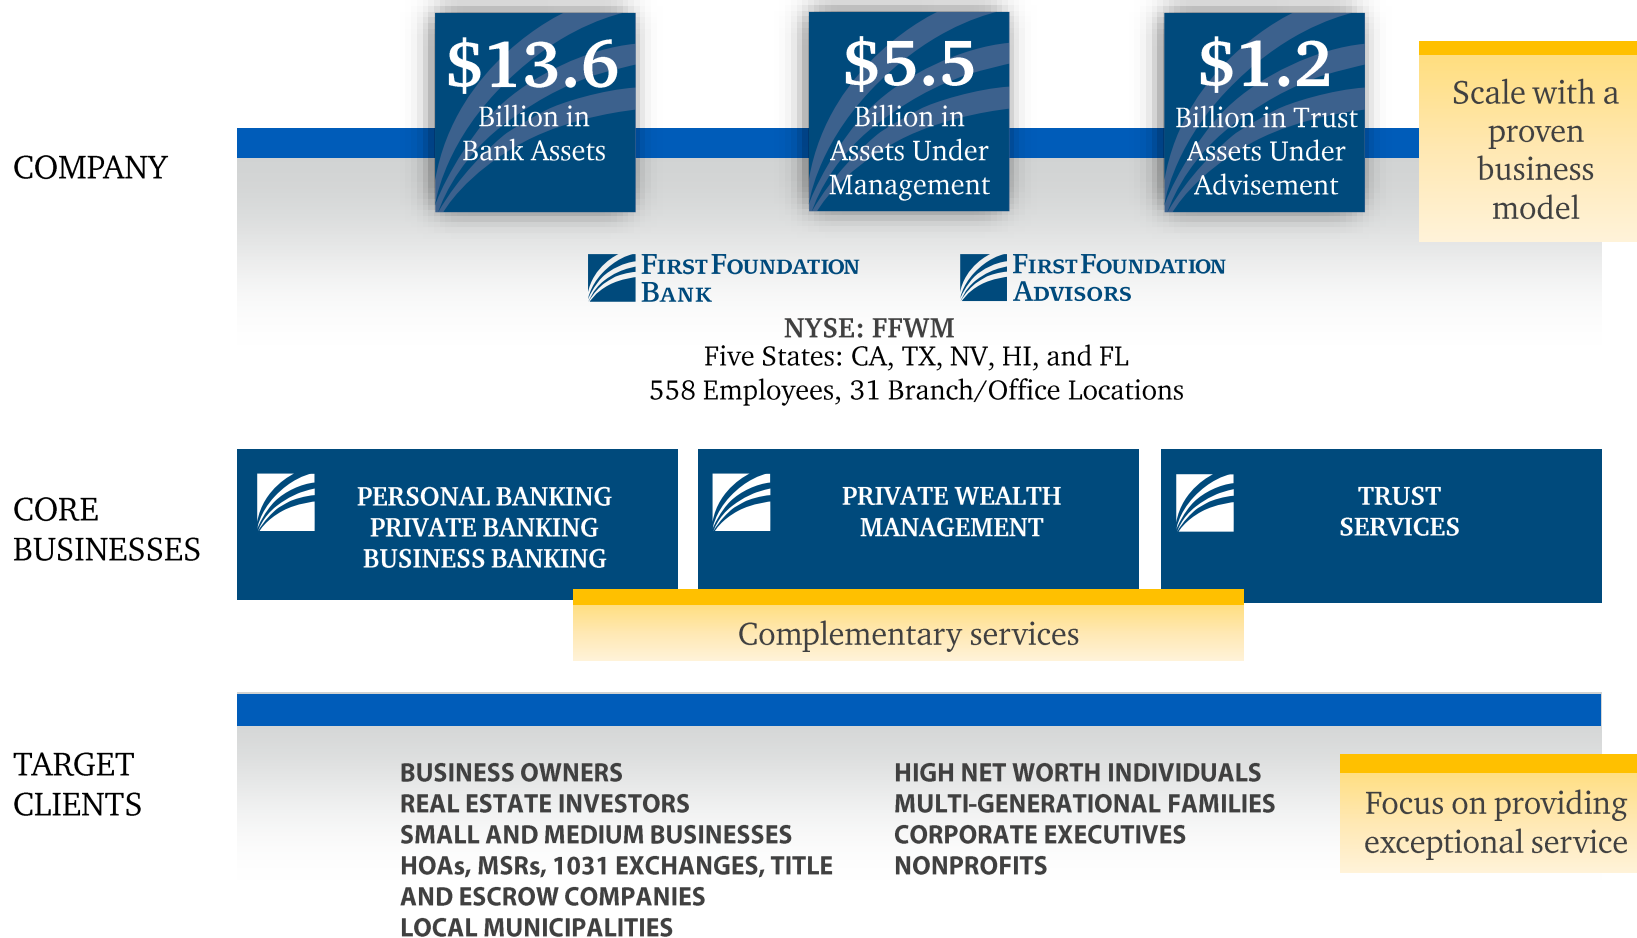 COMPANY
$13.6
Billion in
Bank Assets
$5.5
Billion in
Assets Under
Management
$1.2
Billion in Trust
Assets Under
Advisement
Scale with a
proven
business
model
FIRST FOUNDATION
BANK
FIRST FOUNDATION
ADVISORS
NYSE: FFWM
Five States: CA, TX, NV, HI, and FL
558 Employees, 31 Branch/Office Locations
CORE
BUSINESSES
PERSONAL BANKING
PRIVATE BANKING
BUSINESS BANKING
PRIVATE WEALTH
MANAGEMENT
TRUST
SERVICES
Complementary services
TARGET
CLIENTS
BUSINESS OWNERS
REAL ESTATE INVESTORS
SMALL AND MEDIUM BUSINESSES
HOAs, MSRs, 1031 EXCHANGES, TITLE
AND ESCROW COMPANIES
LOCAL MUNICIPALITIES
HIGH NET WORTH INDIVIDUALS
MULTI-GENERATIONAL FAMILIES
CORPORATE EXECUTIVES
NONPROFITS
Focus on providing
exceptional service